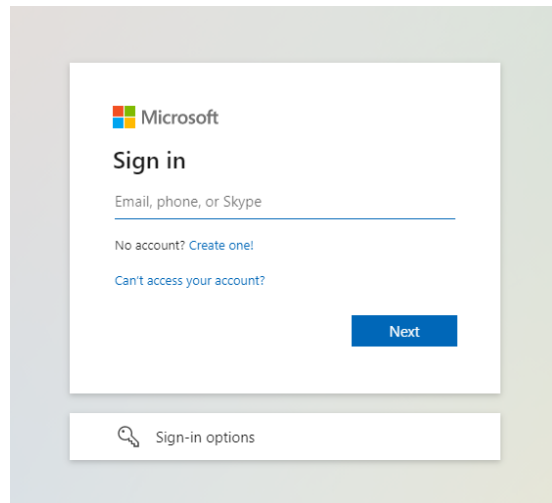 Microsoft
Sign in
Email, phone, or Skype
No account? Create one!
Can't access your account?
Next
Sign-in options